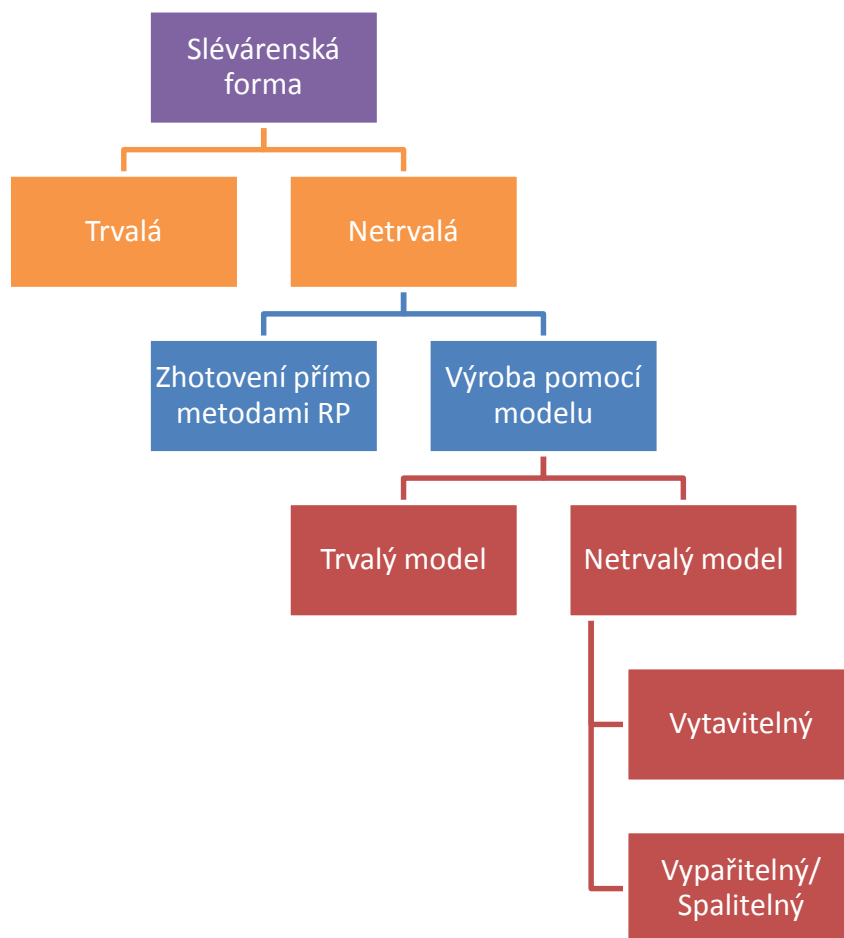 Slévárenská
forma
Trvalá
Netrvalá
Zhotovení přímo
metodami RP
Výroba pomocí
modelu
Trvalý model
Netrvalý model
Vytavitelný
Vypařitelný/
Spalitelný